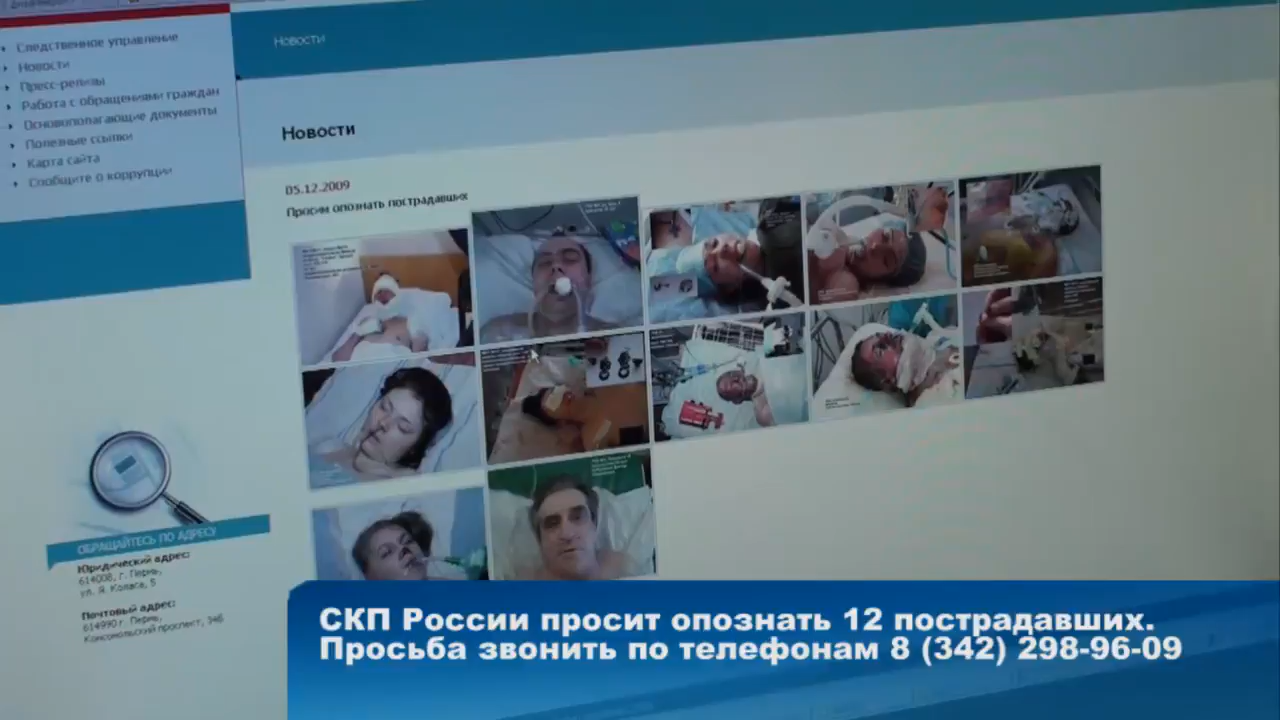 Следственное управление
Новости
Пресс-релизы
Работа с обращениями граждан
Основополагающие документы
Полезные ссылки
Карта сайта
Сообщите о коррупции
Новости
Новости
05.12.2009
Просим опознать пострадавших
ОБРАЩАЙТЕСЬ ПО АДРЕСУ
Юридический адрес:
614008, г. Пермь,
ул. Я. Коласа, 5
Почтовый адрес:
614990 г. Пермь,
Комсомольский проспект, 34б
СКП России просит опознать 12 пострадавших.
Просьба звонить по телефонам 8 (342) 298-96-09